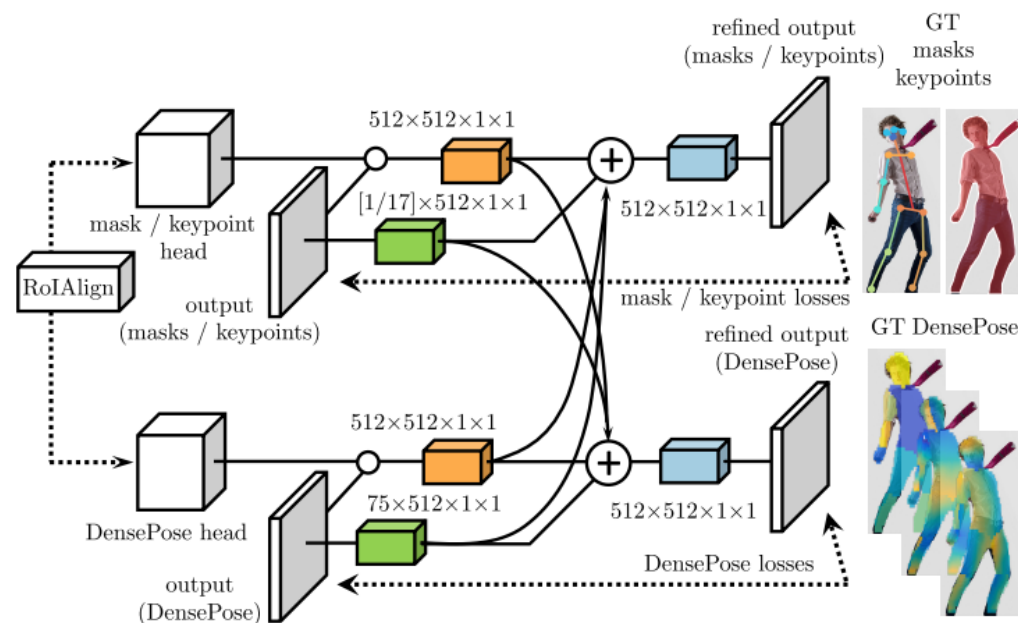 refined output
(masks / keypoints)
GT
masks
keypoints
512×512×1×1
[1/17]×512×1×1
512×512×1×1
mask / keypoint
head
RoIAlign
output
(masks / keypoints)
mask / keypoint losses
refined output
(DensePose)
GT DensePose
512×512×1×1
75×512×1×1
512×512×1×1
DensePose head
output
(DensePose)
DensePose losses